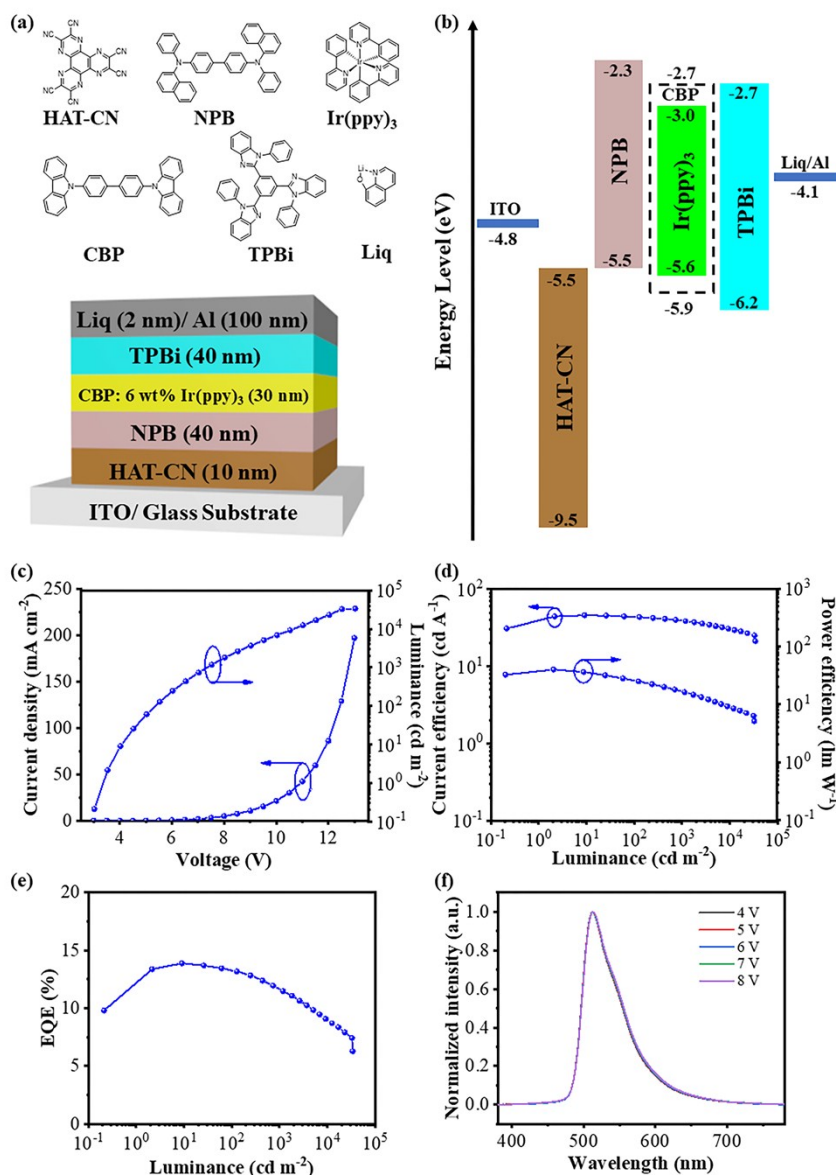 (a)
HAT-CN NPB Ir(ppy)₃
CBP TPBi Liq
Liq (2 nm)/ Al (100 nm)
TPBi (40 nm)
CBP: 6 wt% Ir(ppy)₃ (30 nm)
NPB (40 nm)
HAT-CN (10 nm)
ITO/ Glass Substrate
(b)
Energy Level (eV)
ITO
-4.8
-5.5
HAT-CN
-9.5
-2.3
NPB
-5.5
-2.7
CBP
-3.0
Ir(ppy)₃
-5.6
-5.9
-2.7
TPBi
-6.2
Liq/Al
-4.1
(c)
Current density (mA cm⁻²)
250
200
150
100
50
0
4 6 8 10 12
Voltage (V)
10⁵
10⁴
10³
10²
10¹
10⁰
10⁻¹
Luminance (cd m⁻²)
(d)
Current efficiency (cd A⁻¹)
10²
10¹
10⁰
10⁻¹
10⁻¹ 10⁰ 10¹ 10² 10³ 10⁴ 10⁵
Luminance (cd m⁻²)
10³
10²
10¹
10⁰
10⁻¹
Power efficiency (lm W⁻¹)
(e)
EQE (%)
20
15
10
5
0
10⁻¹ 10⁰ 10¹ 10² 10³ 10⁴ 10⁵
Luminance (cd m⁻²)
(f)
Normalized intensity (a.u.)
1.0
0.8
0.6
0.4
0.2
0.0
400 500 600 700
Wavelength (nm)
4 V
5 V
6 V
7 V
8 V